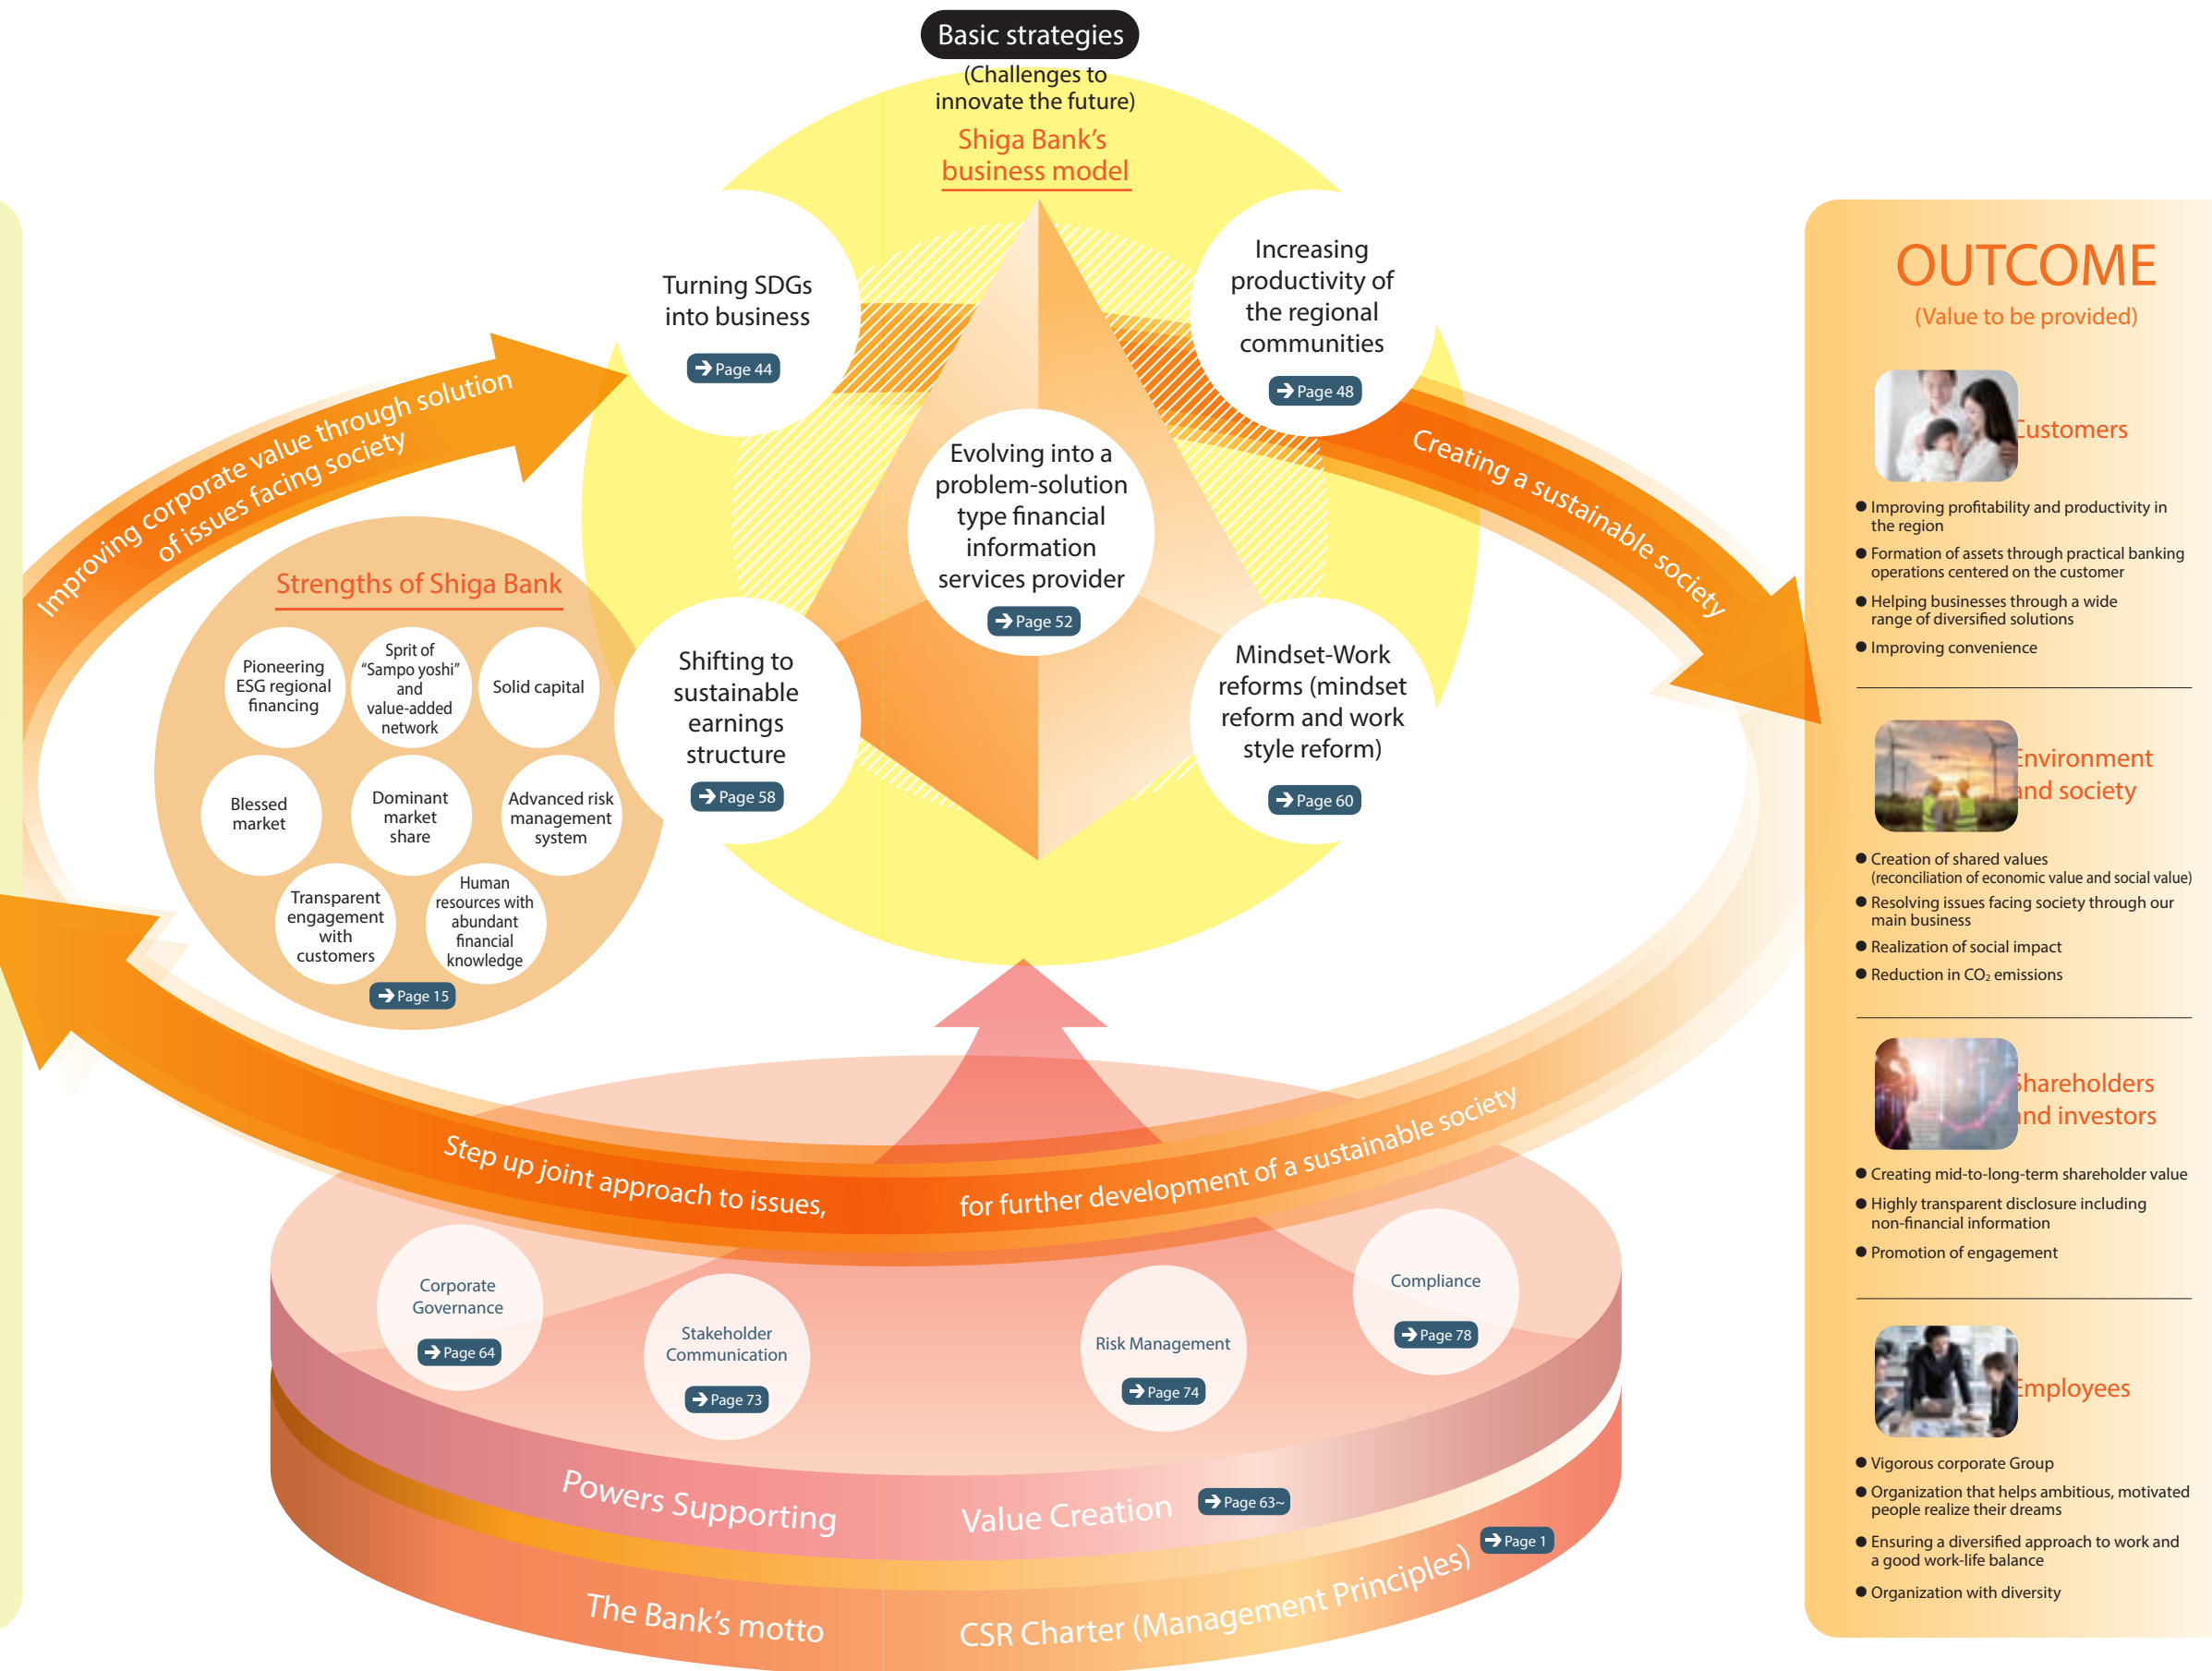 Basic strategies
(Challenges to
innovate the future)
Shiga Bank's
business model
Turning SDGs
into business
Page 44
Increasing
productivity of
the regional
communities
Page 48
Evolving into a
problem-solution
type financial
information
services provider
Page 52
Shifting to
sustainable
earnings
structure
Page 58
Mindset-Work
reforms (mindset
reform and work
style reform)
Page 60
Improving corporate value through solution
of issues facing society
Creating a sustainable society
Strengths of Shiga Bank
Pioneering
ESG regional
financing
Sprit of
“Sampo yoshi”
and
value-added
network
Solid capital
Blessed
market
Dominant
market
share
Advanced risk
management
system
Transparent
engagement
with
customers
Human
resources with
abundant
financial
knowledge
Page 15
Step up joint approach to issues,
for further development of a sustainable society
Corporate
Governance
Page 64
Stakeholder
Communication
Page 73
Risk Management
Page 74
Compliance
Page 78
Powers Supporting
Value Creation
Page 63~
The Bank's motto
CSR Charter (Management Principles)
Page 1
OUTCOME
(Value to be provided)
Customers
● Improving profitability and productivity in
the region
● Formation of assets through practical banking
operations centered on the customer
● Helping businesses through a wide
range of diversified solutions
● Improving convenience
Environment
and society
● Creation of shared values
(reconciliation of economic value and social value)
● Resolving issues facing society through our
main business
● Realization of social impact
● Reduction in CO₂ emissions
Shareholders
and investors
● Creating mid-to-long-term shareholder value
● Highly transparent disclosure including
non-financial information
● Promotion of engagement
Employees
● Vigorous corporate Group
● Organization that helps ambitious, motivated
people realize their dreams
● Ensuring a diversified approach to work and
a good work-life balance
● Organization with diversity